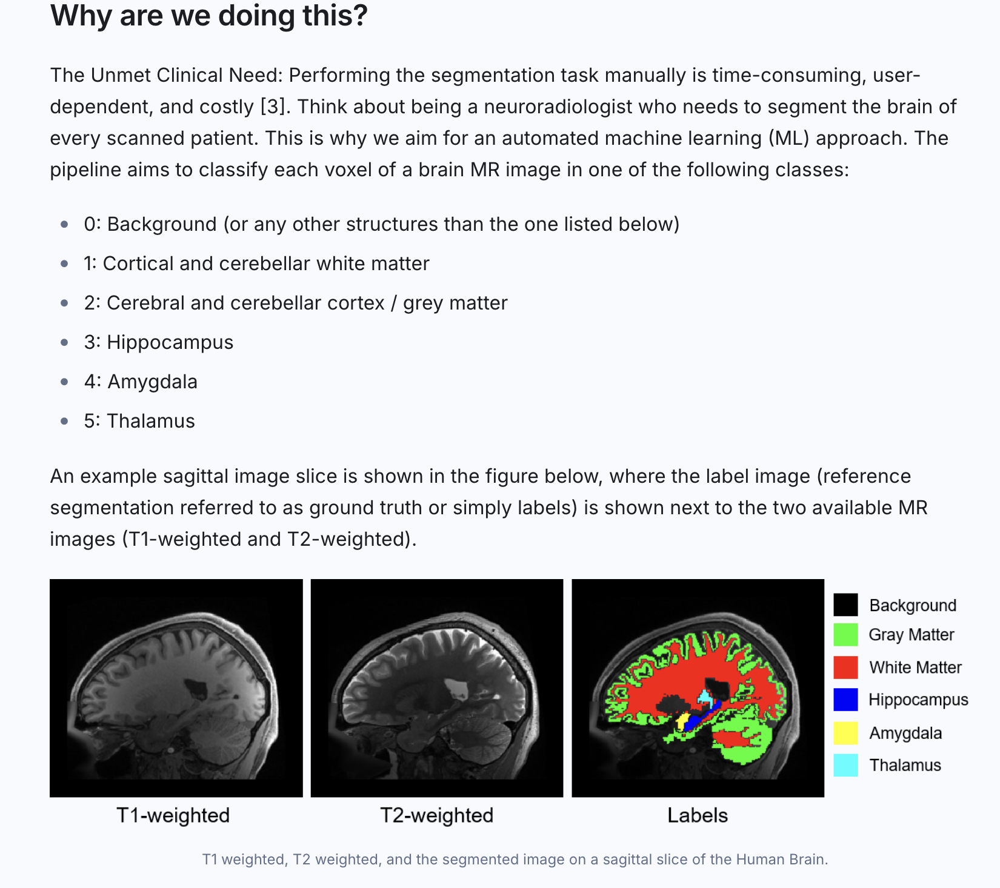 Why are we doing this?
The Unmet Clinical Need: Performing the segmentation task manually is time-consuming, user-
dependent, and costly [3]. Think about being a neuroradiologist who needs to segment the brain of
every scanned patient. This is why we aim for an automated machine learning (ML) approach. The
pipeline aims to classify each voxel of a brain MR image in one of the following classes:
• 0: Background (or any other structures than the one listed below)
• 1: Cortical and cerebellar white matter
• 2: Cerebral and cerebellar cortex / grey matter
• 3: Hippocampus
• 4: Amygdala
• 5: Thalamus
An example sagittal image slice is shown in the figure below, where the label image (reference
segmentation referred to as ground truth or simply labels) is shown next to the two available MR
images (T1-weighted and T2-weighted).
Background
Gray Matter
White Matter
Hippocampus
Amygdala
Thalamus
T1-weighted
T2-weighted
Labels
T1 weighted, T2 weighted, and the segmented image on a sagittal slice of the Human Brain.